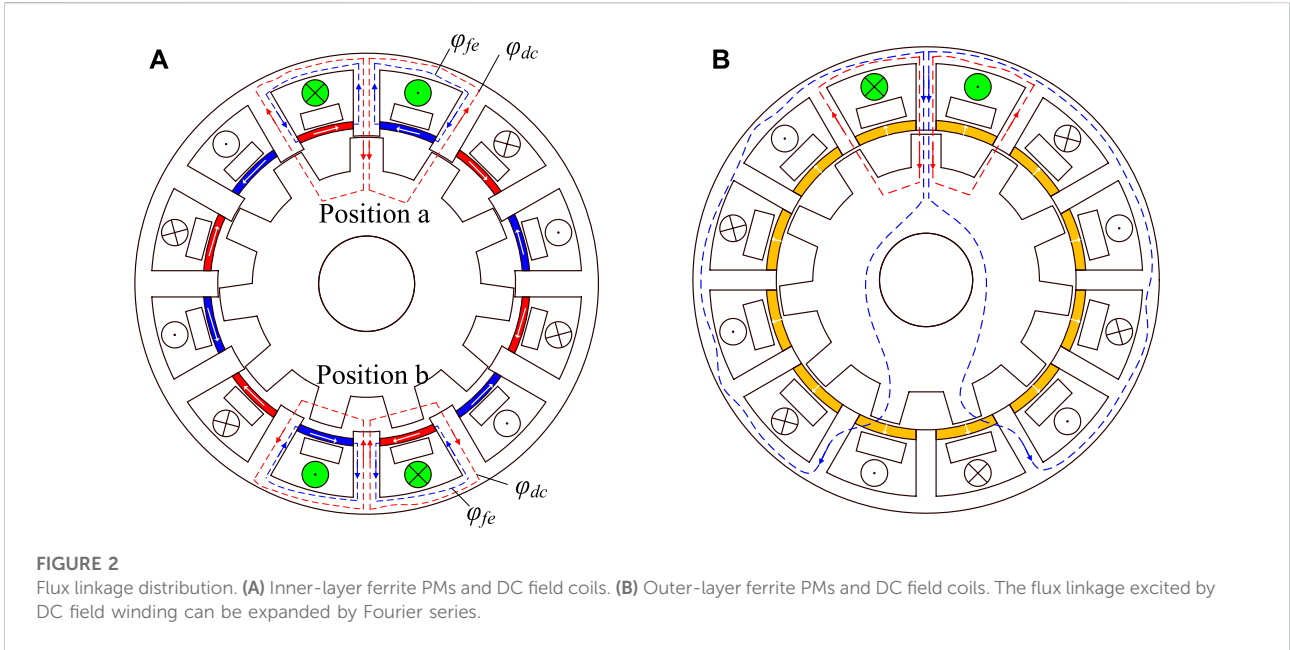 A
φfe
φdc
B
Position a
Position b
φdc
φfe
FIGURE 2
Flux linkage distribution. (A) Inner-layer ferrite PMs and DC field coils. (B) Outer-layer ferrite PMs and DC field coils. The flux linkage excited by
DC field winding can be expanded by Fourier series.